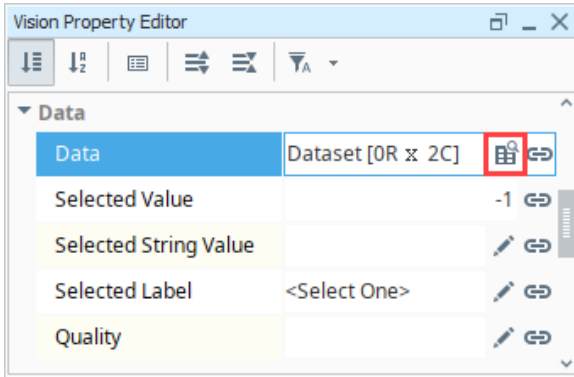 Vision Property Editor
Data
Data Dataset [0R x 2C]
Selected Value -1
Selected String Value
Selected Label <Select One>
Quality